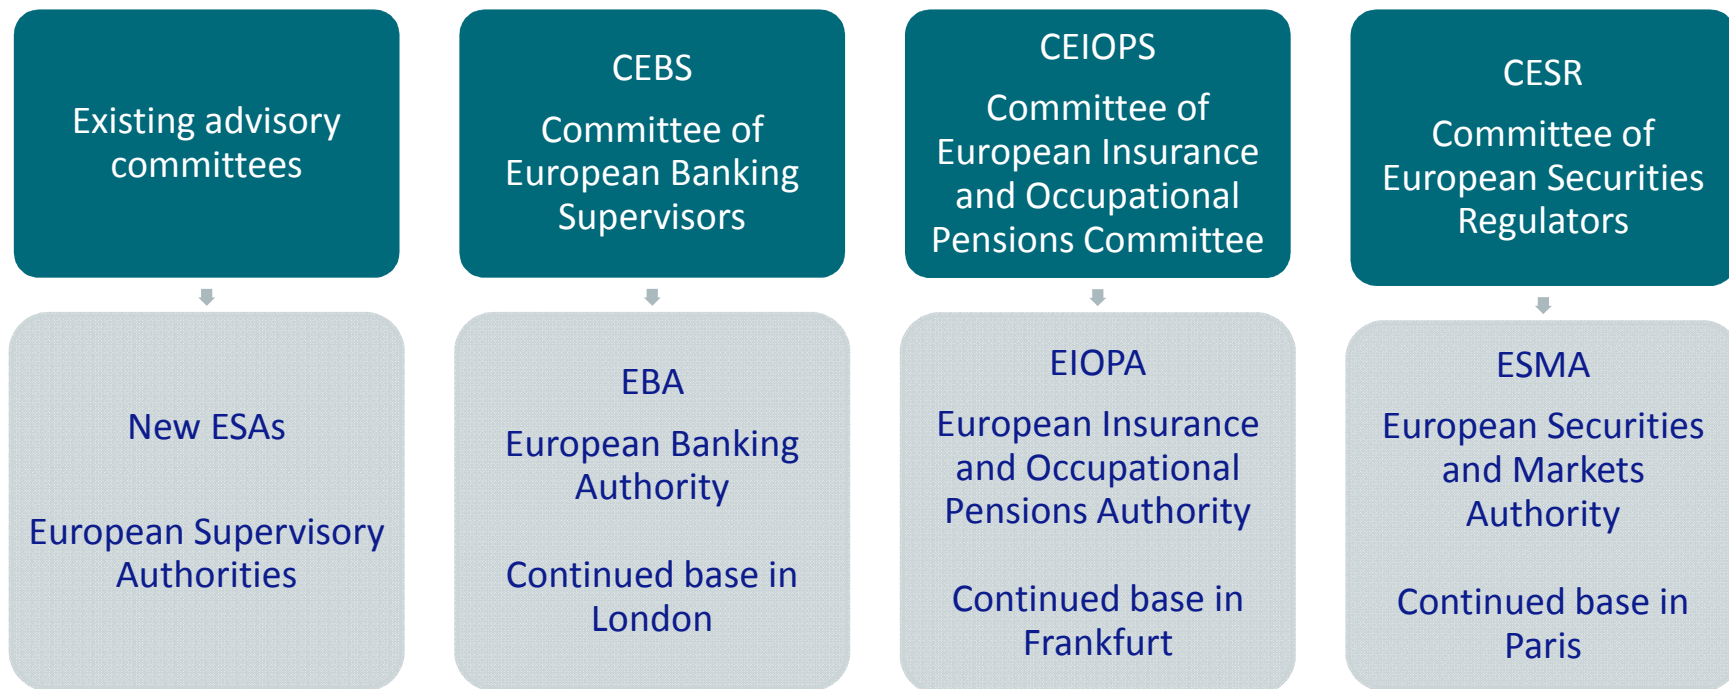 Existing advisory
committees
CEBS
Committee of
European Banking
Supervisors
CEIOPS
Committee of
European Insurance
and Occupational
Pensions Committee
CESR
Committee of
European Securities
Regulators
New ESAs
European Supervisory
Authorities
EBA
European Banking
Authority
Continued base in
London
EIOPA
European Insurance
and Occupational
Pensions Authority
Continued base in
Frankfurt
ESMA
European Securities
and Markets
Authority
Continued base in
Paris